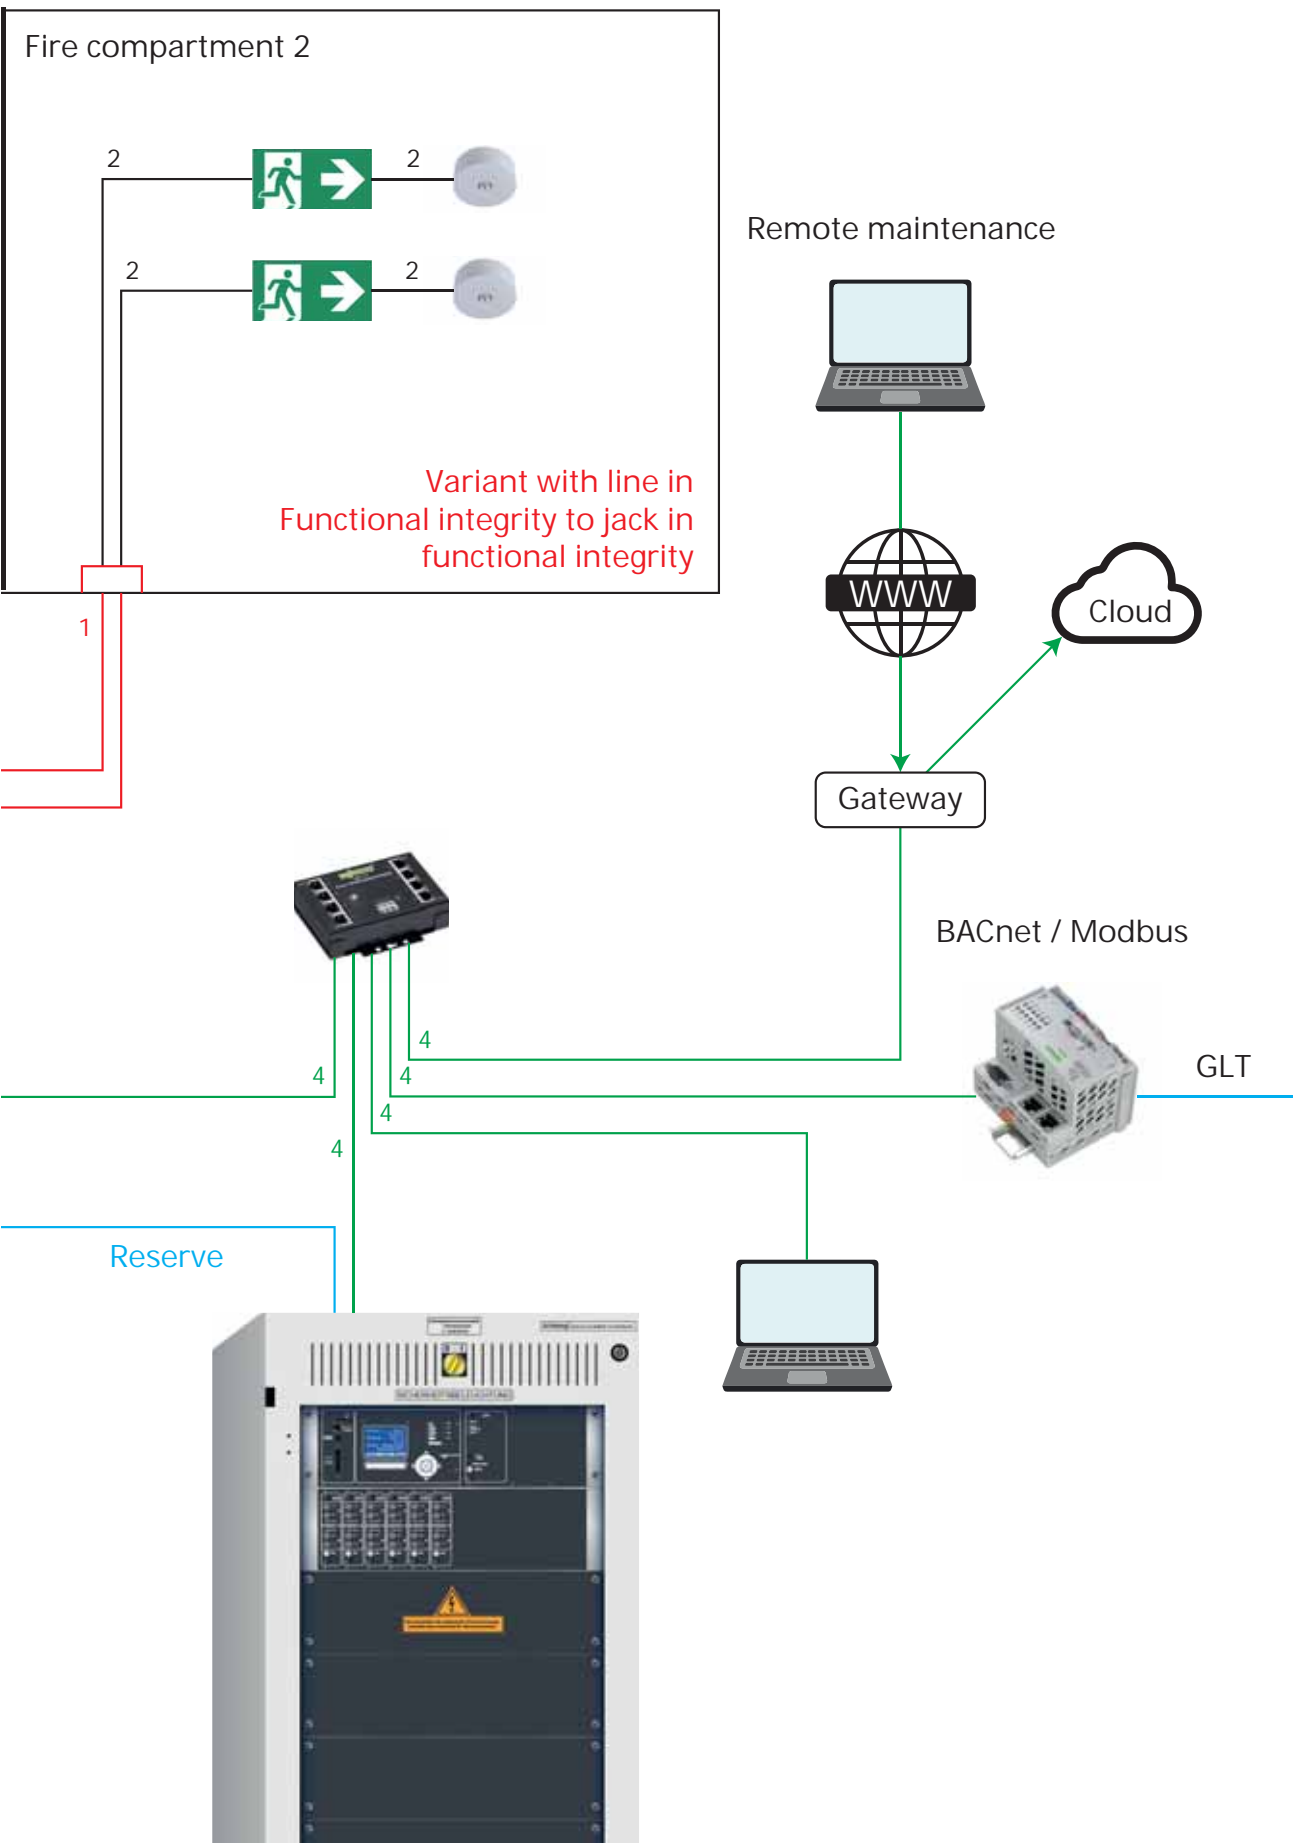 Fire compartment 2
2
2
2
2
Remote maintenance
Variant with line in
Functional integrity to jack in
functional integrity
WWW
Cloud
1
Gateway
BACnet / Modbus
4
GLT
4
4
4
4
Reserve
SICHERHEITSBELEUCHTUNG